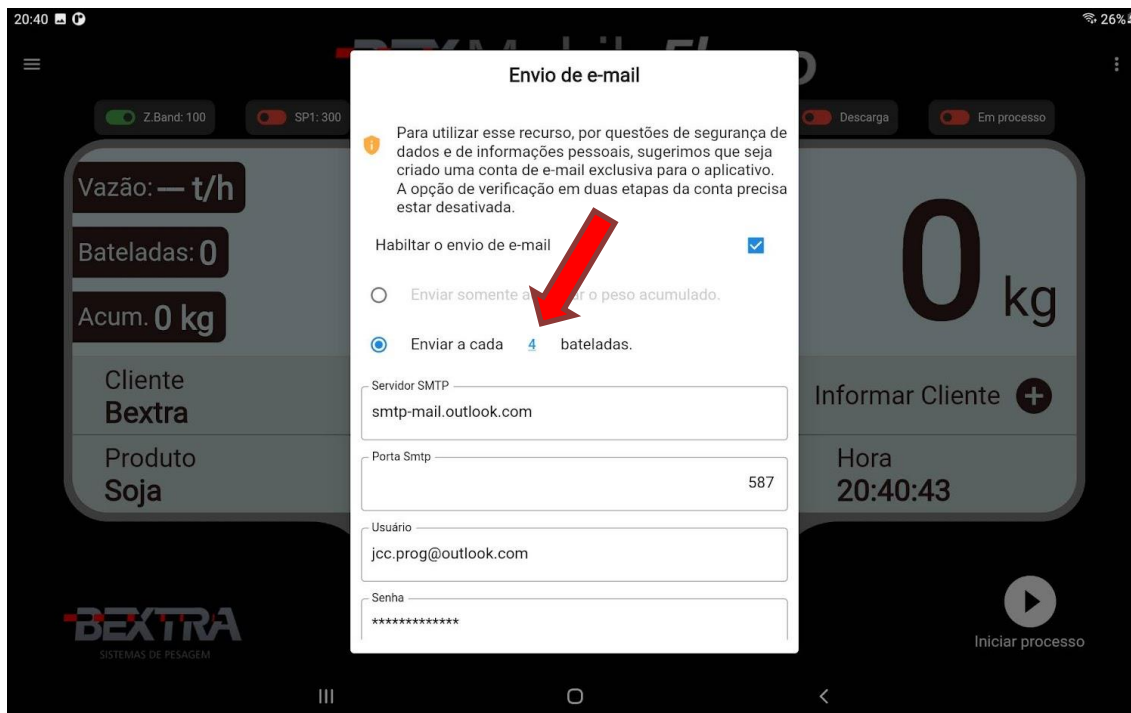 20:40
26%
Envio de e-mail
Z.Band: 100
SP1: 300
Descarga
Em processo
Para utilizar esse recurso, por questões de segurança de
dados e de informações pessoais, sugerimos que seja
criado uma conta de e-mail exclusiva para o aplicativo.
A opção de verificação em duas etapas da conta precisa
estar desativada.
Vazão: — t/h
Bateladas: 0
Acum. 0 kg
0 kg
Habiltar o envio de e-mail
Enviar somente o peso acumulado.
Enviar a cada 4 bateladas.
Cliente
Bextra
Informar Cliente
Servidor SMTP
smtp-mail.outlook.com
Produto
Soja
Porta Smtp
587
Hora
20:40:43
Usuário
jcc.prog@outlook.com
Senha
*************
BEXTRA
SISTEMAS DE PESAGEM
Iniciar processo